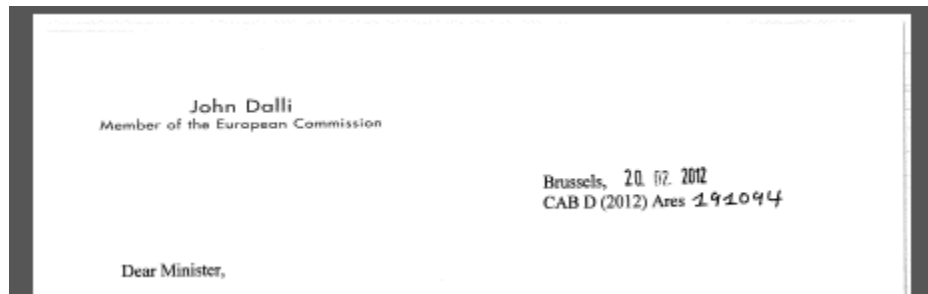 John Dalli
Member of the European Commission
Brussels, 20. 02. 2012
CAB D (2012) Ares 191094
Dear Minister,